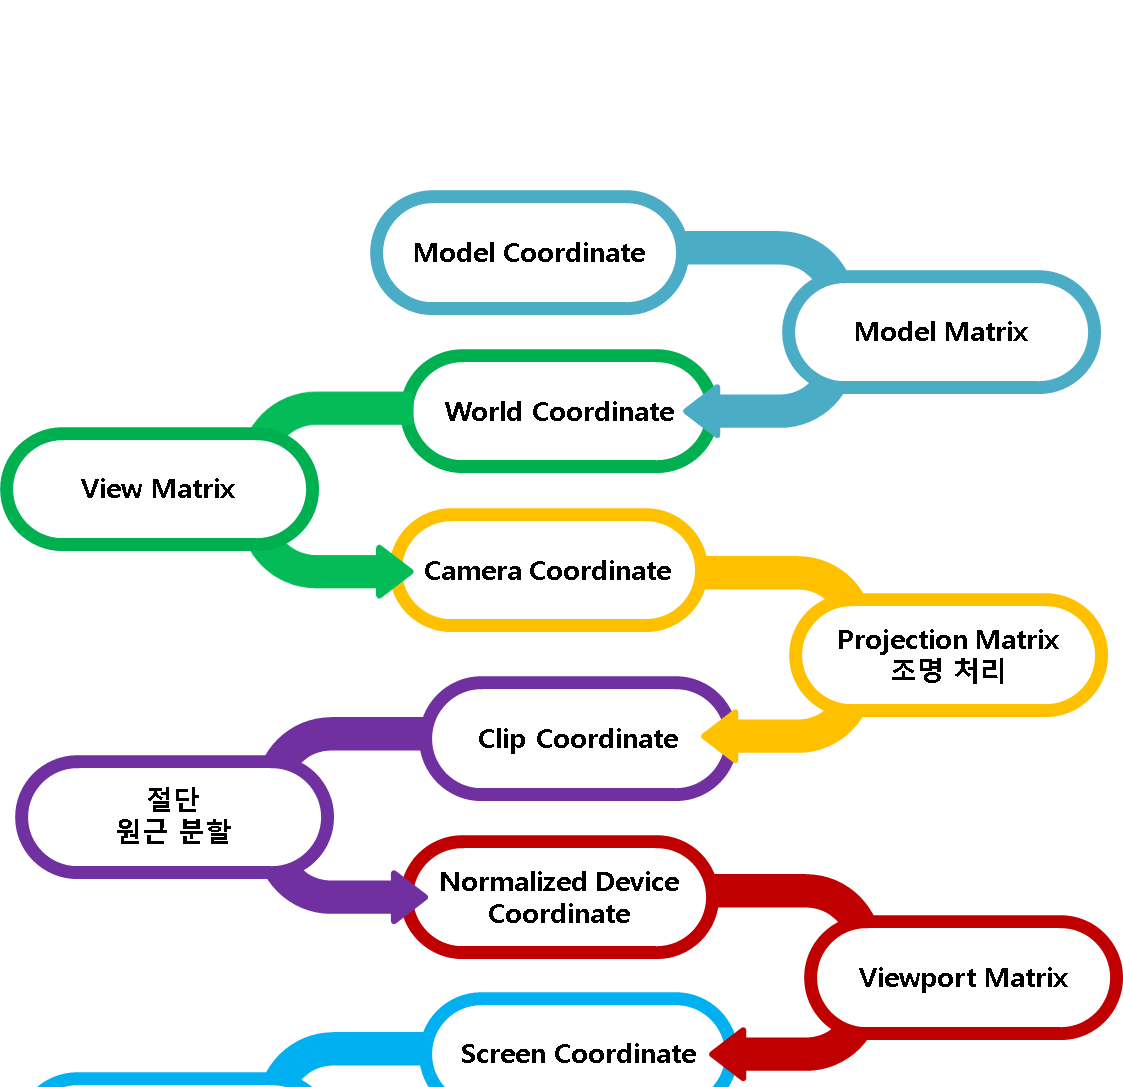 Model Coordinate
Model Matrix
World Coordinate
View Matrix
Camera Coordinate
Projection Matrix
조명 처리
Clip Coordinate
절단
원근 분할
Normalized Device
Coordinate
Viewport Matrix
Screen Coordinate